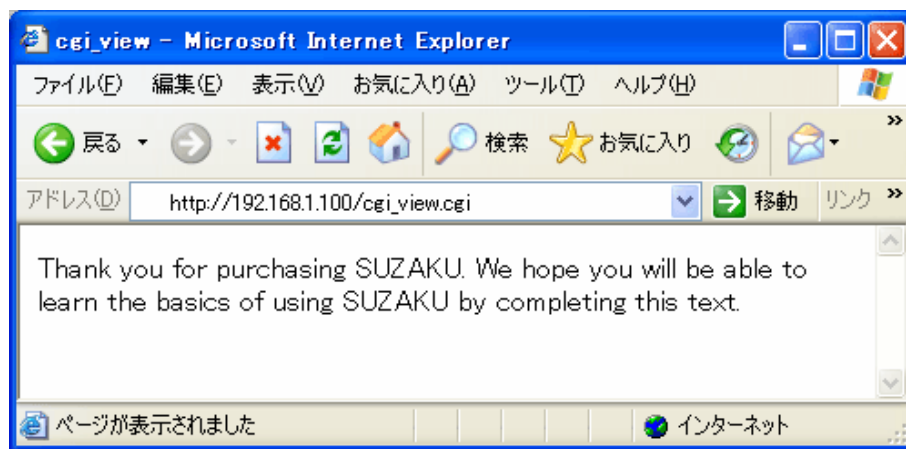 cgi_view - Microsoft Internet Explorer
ファイル(F) 編集(E) 表示(V) お気に入り(A) ツール(T) ヘルプ(H)
戻る 検索 お気に入り »
アドレス(D) http://192.168.1.100/cgi_view.cgi 移動 リンク »
Thank you for purchasing SUZAKU. We hope you will be able to
learn the basics of using SUZAKU by completing this text.
ページが表示されました インターネット